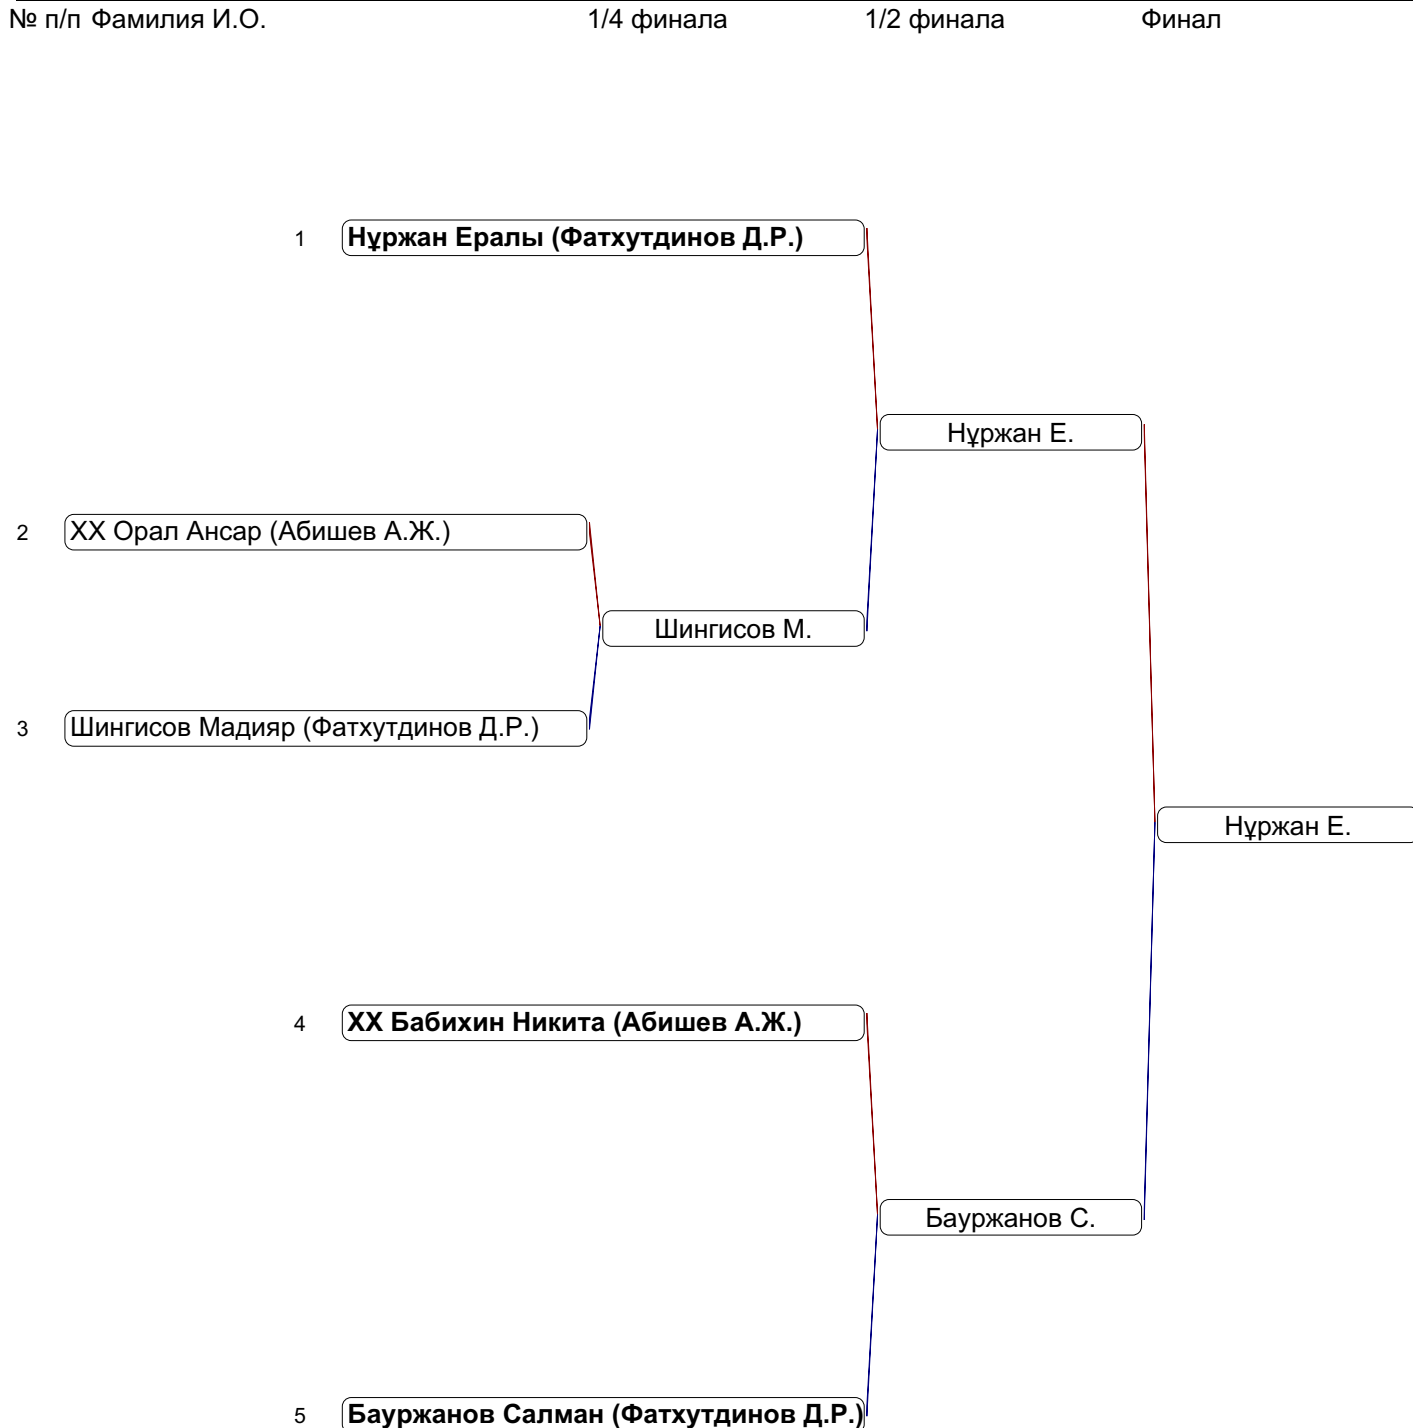 № п/п Фамилия И.О. 1/4 финала 1/2 финала Финал
1 Нұржан Ералы (Фатхутдинов Д.Р.)
Нұржан Е.
2 XX Орал Ансар (Абишев А.Ж.)
Шингисов М.
3 Шингисов Мадияр (Фатхутдинов Д.Р.)
Нұржан Е.
4 XX Бабихин Никита (Абишев А.Ж.)
Бауржанов С.
5 Бауржанов Салман (Фатхутдинов Д.Р.)